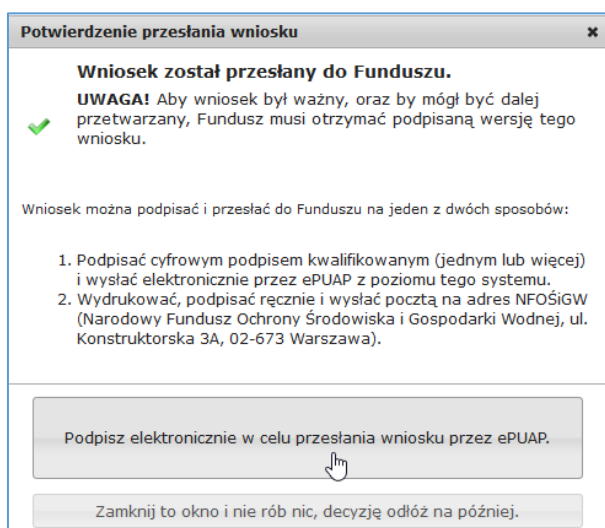 Potwierdzenie przesłania wniosku
Wniosek został przesłany do Funduszu.
UWAGA! Aby wniosek był ważny, oraz by mógł być dalej
przetwarzany, Fundusz musi otrzymać podpisaną wersję tego
wniosku.
Wniosek można podpisać i przesłać do Funduszu na jeden z dwóch sposobów:
1. Podpisać cyfrowym podpisem kwalifikowanym (jednym lub więcej)
i wysłać elektronicznie przez ePUAP z poziomu tego systemu.
2. Wydrukować, podpisać ręcznie i wysłać pocztą na adres NFOŚiGW
(Narodowy Fundusz Ochrony Środowiska i Gospodarki Wodnej, ul.
Konstruktorska 3A, 02-673 Warszawa).
Podpisz elektronicznie w celu przesłania wniosku przez ePUAP.
Zamknij to okno i nie rób nic, decyzję odłóż na później.